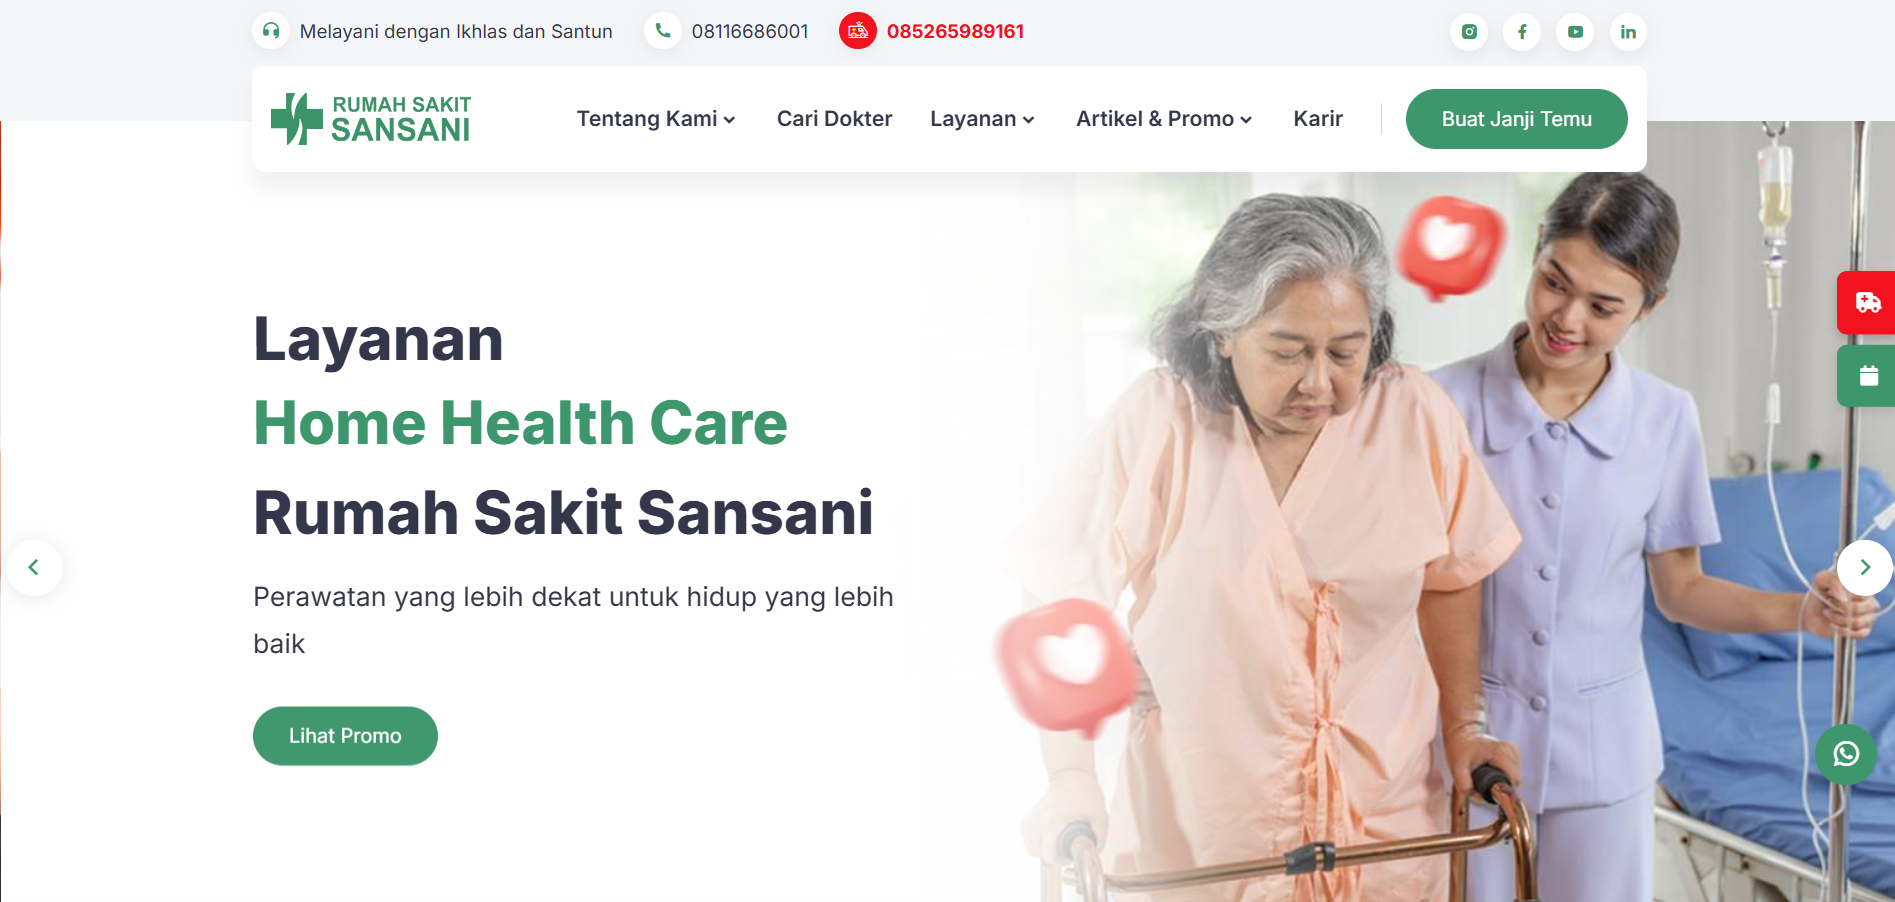 Melayani dengan Ikhlas dan Santun
08116686001
085265989161
RUMAH SAKIT
SANSANI
Tentang Kami
Cari Dokter
Layanan
Artikel & Promo
Karir
Buat Janji Temu
Layanan
Home Health Care
Rumah Sakit Sansani
Perawatan yang lebih dekat untuk hidup yang lebih
baik
Lihat Promo